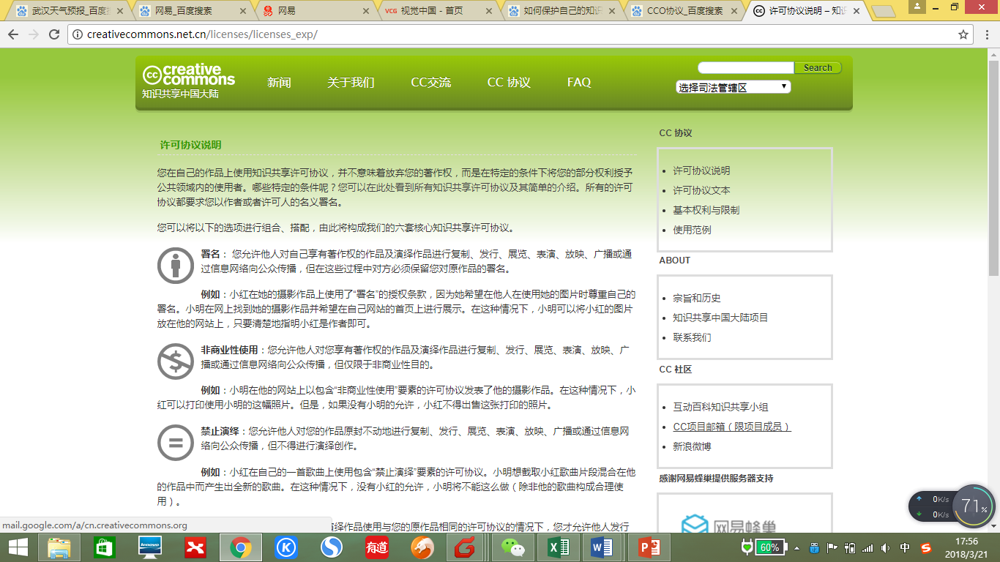 武汉天气预报_百度搜
网易_百度搜索
网易
VCG 视觉中国 - 首页
如何保护自己的知识
CCO协议_百度搜索
cc 许可协议说明 – 知识
creativecommons.net.cn/licenses/licenses_exp/
cc creative commons
知识共享中国大陆
新闻
关于我们
CC交流
CC 协议
FAQ
Search
选择司法管辖区
许可协议说明
您在自己的作品上使用知识共享许可协议，并不意味着放弃您的著作权，而是在特定的条件下将您的部分权利授予
公共领域内的使用者。哪些特定的条件呢？您可以在此处看到所有知识共享许可协议及其简单的介绍。所有的许可
协议都要求您以作者或者许可人的名义署名。
您可以将以下的选项进行组合、搭配，由此将构成我们的六套核心知识共享许可协议。
署名： 您允许他人对自己享有著作权的作品及演绎作品进行复制、发行、展览、表演、放映、广播或通
过信息网络向公众传播，但在这些过程中对方必须保留您对原作品的署名。
例如：小红在她的摄影作品上使用了“署名”的授权条款，因为她希望在他人在使用她的图片时尊重自己的
署名。小明在网上找到她的摄影作品并希望在自己网站的首页上进行展示。在这种情况下，小明可以将小红的图片
放在他的网站上，只要清楚地指明小红是作者即可。
非商业性使用：您允许他人对您享有著作权的作品及演绎作品进行复制、发行、展览、表演、放映、广
播或通过信息网络向公众传播，但仅限于非商业性目的。
例如：小明在他的网站上以包含“非商业性使用”要素的许可协议发表了他的摄影作品。在这种情况下，小
红可以打印使用小明的这幅照片。但是，如果没有小明的允许，小红不得出售这张打印的照片。
禁止演绎：您允许他人对您的作品原封不动地进行复制、发行、展览、表演、放映、广播或通过信息网
络向公众传播，但不得进行演绎创作。
例如：小红在自己的一首歌曲上使用包含“禁止演绎”要素的许可协议。小明想截取小红歌曲片段混合在他
的作品中而产生出全新的歌曲。在这种情况下，没有小红的允许，小明将不能这么做（除非他的歌曲构成合理使
用）。
绎作品使用与您的原作品相同的许可协议的情况下，您才允许他人发行
CC 协议
许可协议说明
许可协议文本
基本权利与限制
使用范例
ABOUT
宗旨和历史
知识共享中国大陆项目
联系我们
CC 社区
互动百科知识共享小组
CC项目邮箱（限项目成员）
新浪微博
感谢网易蜂巢提供服务器支持
网易蜂巢
0K/s
0K/s
71%
mail.google.com/a/cn.creativecommons.org
lenovo
K
S
有道
G
X
W
P
60%
中
S
17:56
2018/3/21